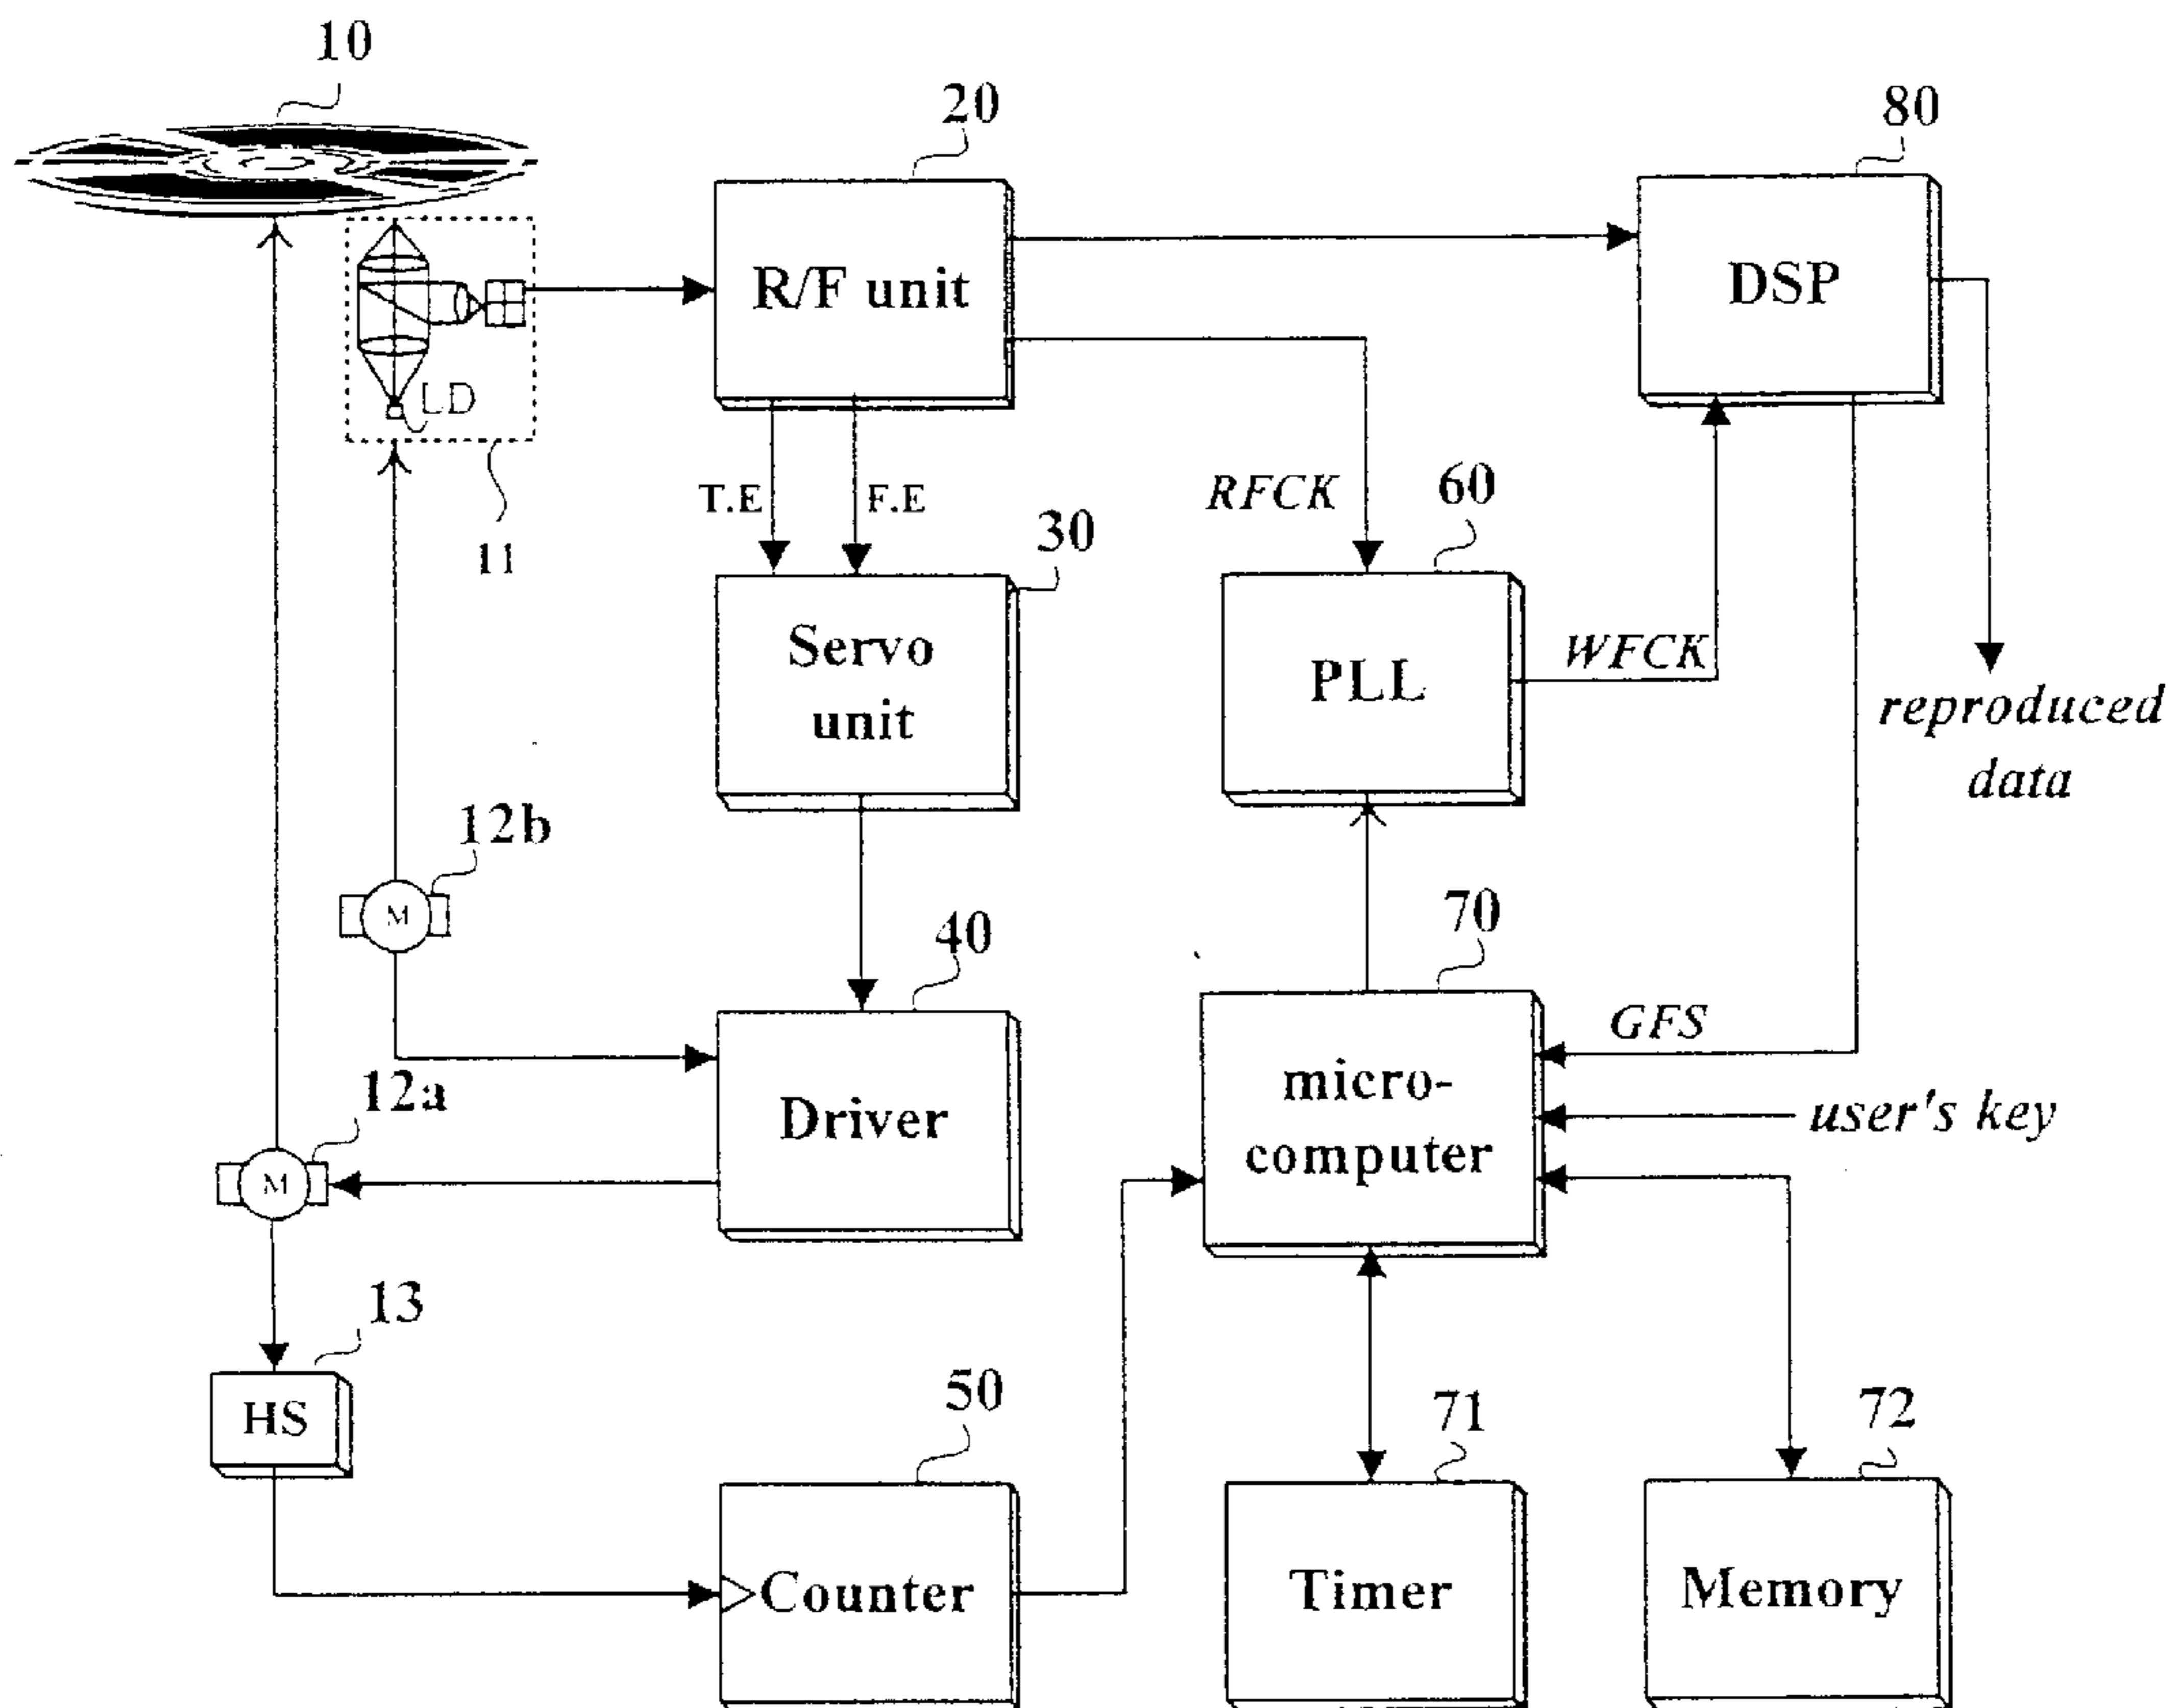 10
20
80
R/F unit
DSP
LD
T.E
F.E
RFCK
60
11
30
Servo
unit
PLL
WFCK
reproduced
data
12b
M
40
70
GFS
12a
Driver
micro-
computer
user's key
M
13
HS
50
71
72
Counter
Timer
Memory